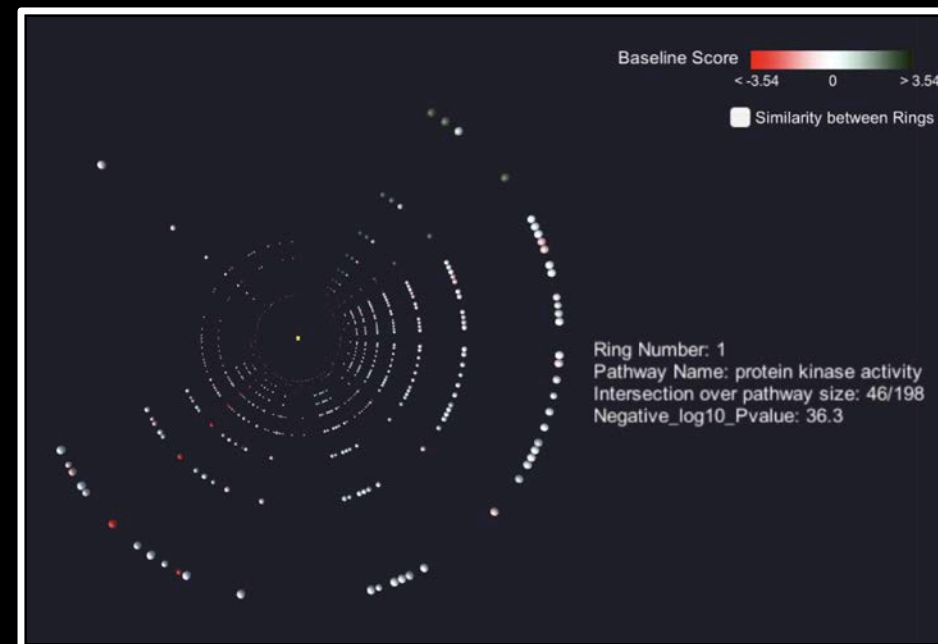 Baseline Score
< -3.54 0 > 3.54
Similarity between Rings
Ring Number: 1
Pathway Name: protein kinase activity
Intersection over pathway size: 46/198
Negative_log10_Pvalue: 36.3